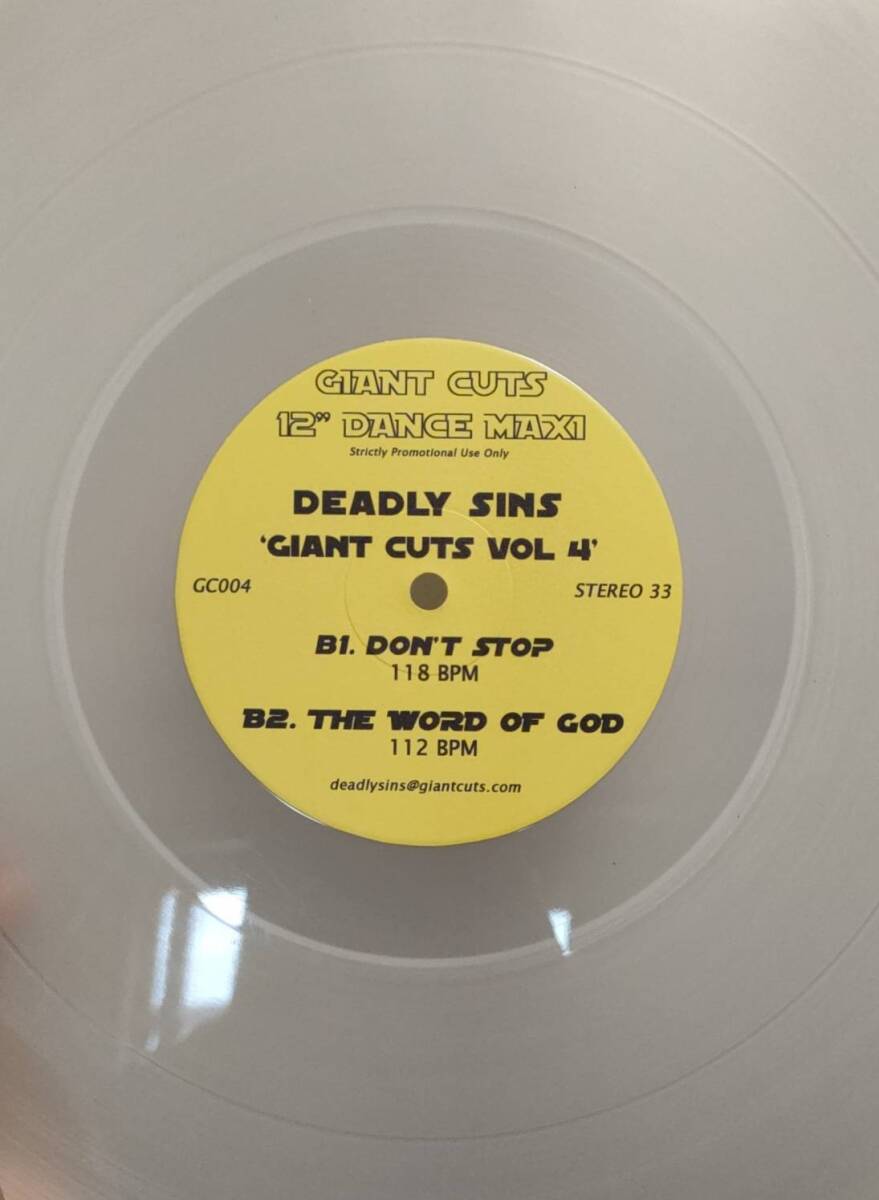 GIANT CUTS
12” DANCE MAXI
Strictly Promotional Use Only
DEADLY SINS
‘GIANT CUTS VOL 4’
GC004 STEREO 33
B1. DON'T STOP
118 BPM
B2. THE WORD OF GOD
112 BPM
deadlysins@giantcuts.com